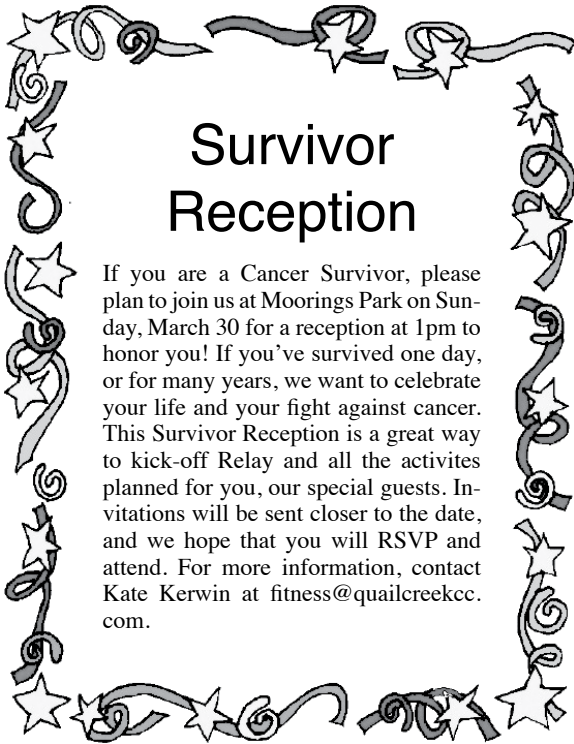 Survivor
Reception
If you are a Cancer Survivor, please
plan to join us at Moorings Park on Sun-
day, March 30 for a reception at 1pm to
honor you! If you've survived one day,
or for many years, we want to celebrate
your life and your fight against cancer.
This Survivor Reception is a great way
to kick-off Relay and all the activites
planned for you, our special guests. In-
vitations will be sent closer to the date,
and we hope that you will RSVP and
attend. For more information, contact
Kate Kerwin at fitness@quailcreekcc.
com.